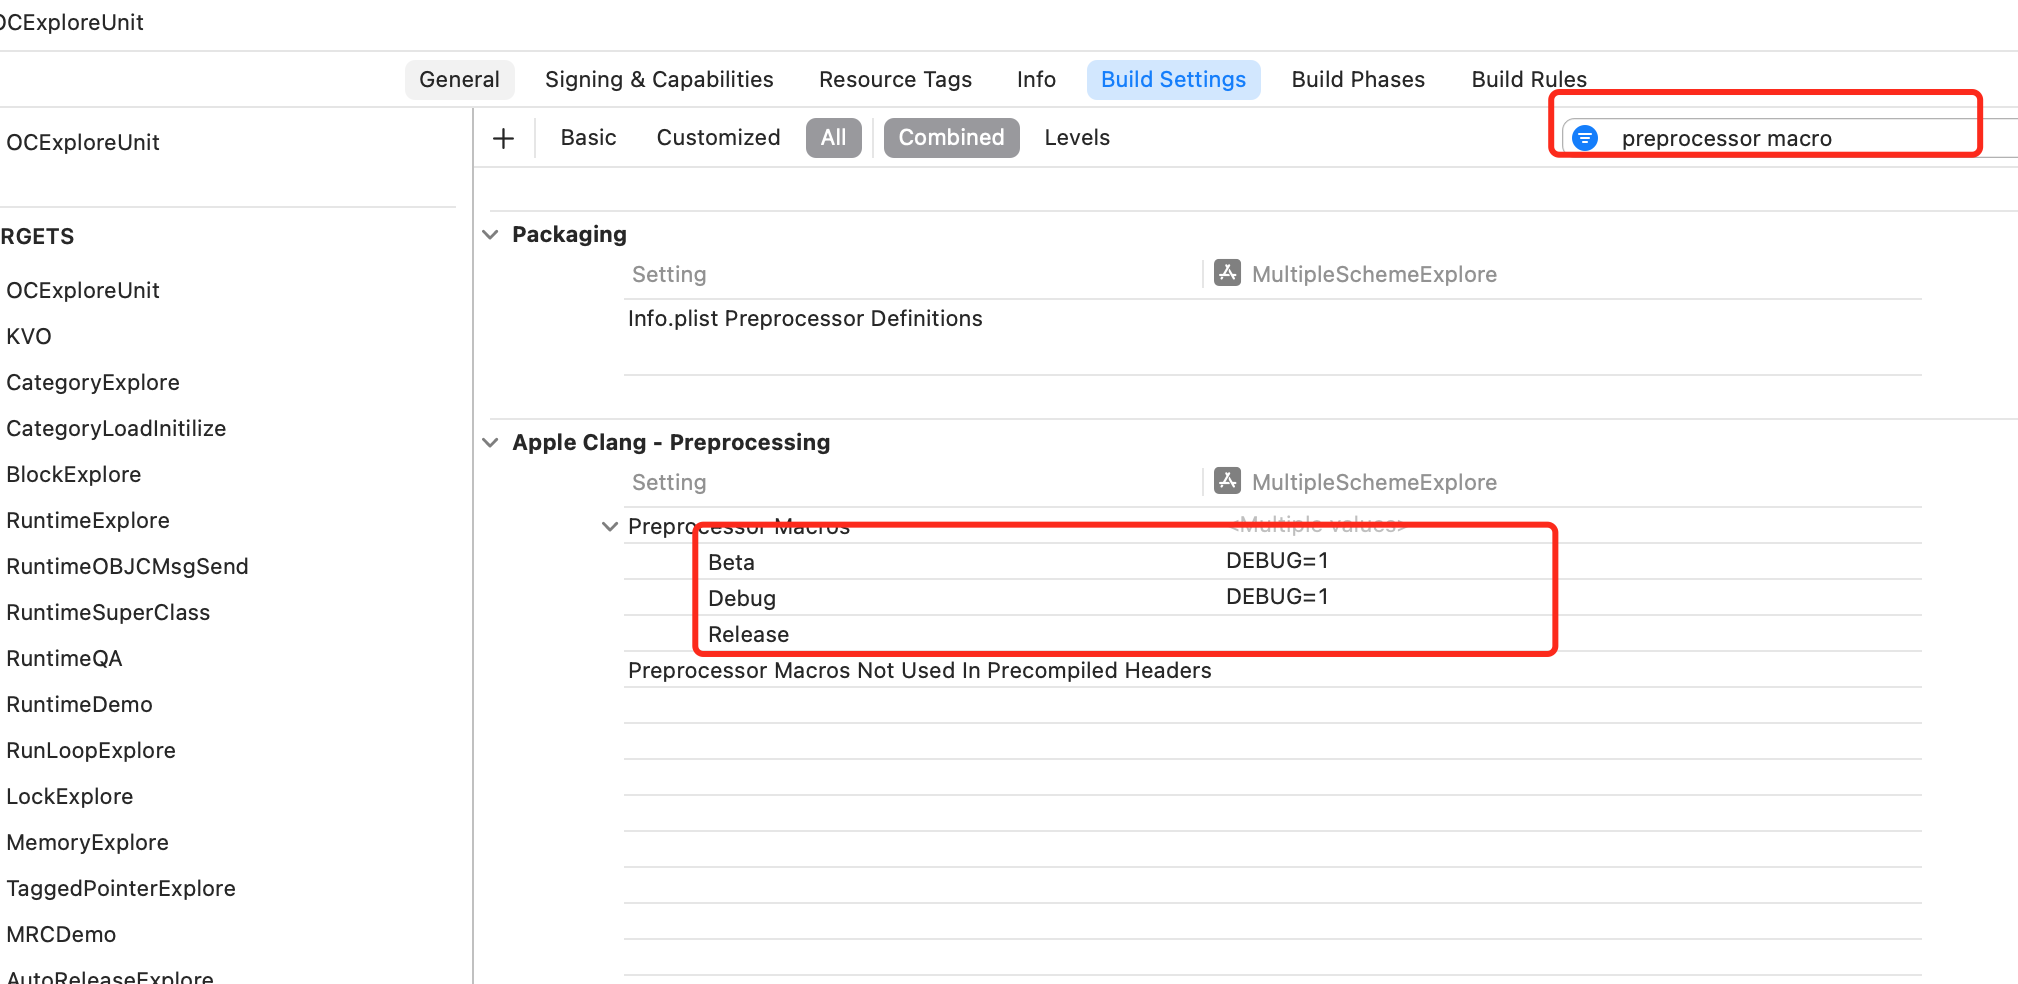 OCExploreUnit
General Signing & Capabilities Resource Tags Info Build Settings Build Phases Build Rules
OCExploreUnit
Basic Customized All Combined Levels preprocessor macro
RGETS
OCExploreUnit
KVO
CategoryExplore
CategoryLoadInitilize
BlockExplore
RuntimeExplore
RuntimeOBJCMsgSend
RuntimeSuperClass
RuntimeQA
RuntimeDemo
RunLoopExplore
LockExplore
MemoryExplore
TaggedPointerExplore
MRCDemo
AutoReleaseExplore
Packaging
Setting MultipleSchemeExplore
Info.plist Preprocessor Definitions
Apple Clang - Preprocessing
Setting MultipleSchemeExplore
Preprocessor Macros <Multiple values>
Beta DEBUG=1
Debug DEBUG=1
Release
Preprocessor Macros Not Used In Precompiled Headers